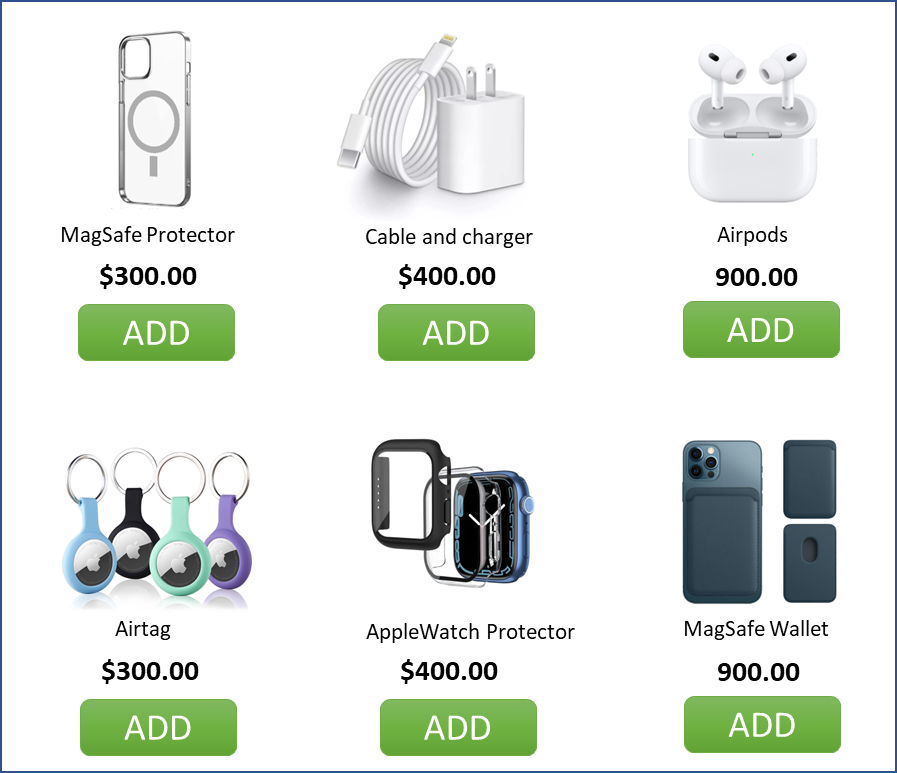 MagSafe Protector
$300.00
ADD
Cable and charger
$400.00
ADD
Airpods
900.00
ADD
Airtag
$300.00
ADD
AppleWatch Protector
$400.00
ADD
MagSafe Wallet
900.00
ADD